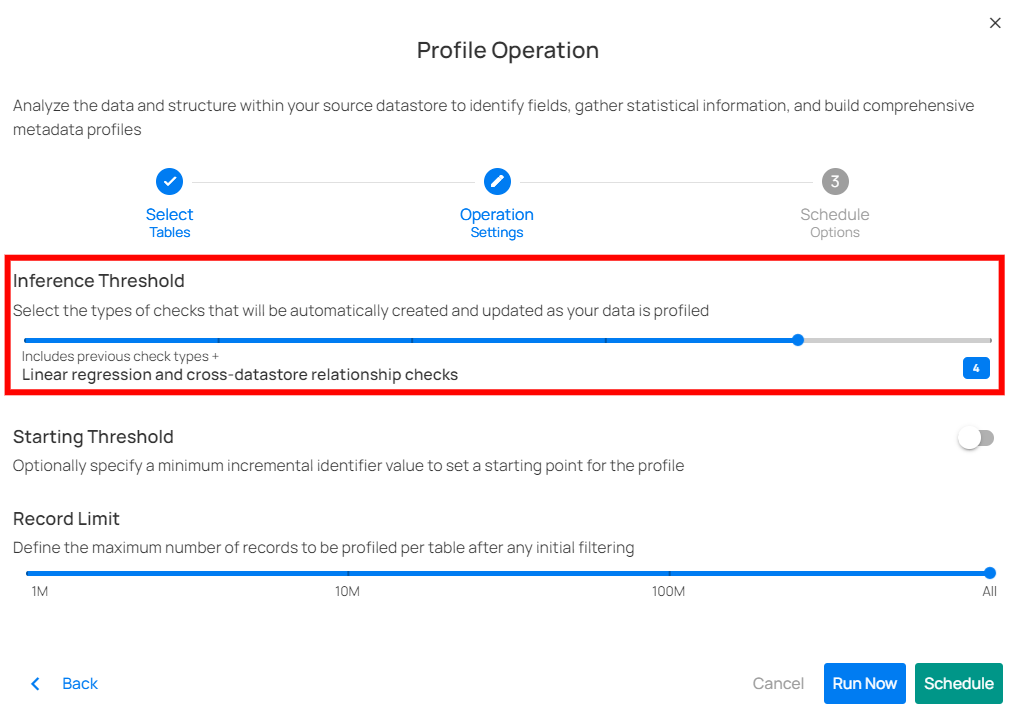 Profile Operation
Analyze the data and structure within your source datastore to identify fields, gather statistical information, and build comprehensive
metadata profiles
3
Select
Tables
Operation
Settings
Schedule
Options
Inference Threshold
Select the types of checks that will be automatically created and updated as your data is profiled
Includes previous check types +
Linear regression and cross-datastore relationship checks
4
Starting Threshold
Optionally specify a minimum incremental identifier value to set a starting point for the profile
Record Limit
Define the maximum number of records to be profiled per table after any initial filtering
1M 10M 100M All
Back Cancel Run Now Schedule